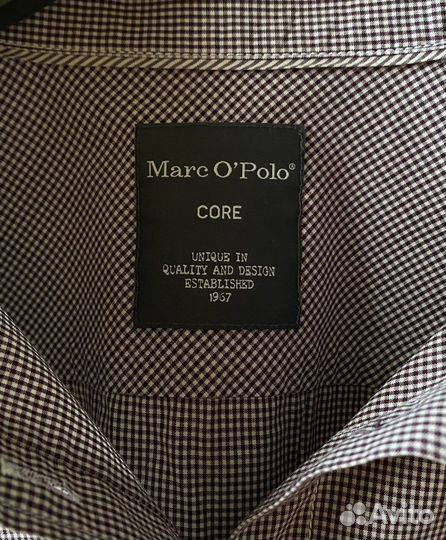 Marc O'Polo®
CORE
UNIQUE IN
QUALITY AND DESIGN
ESTABLISHED
1967
Avito